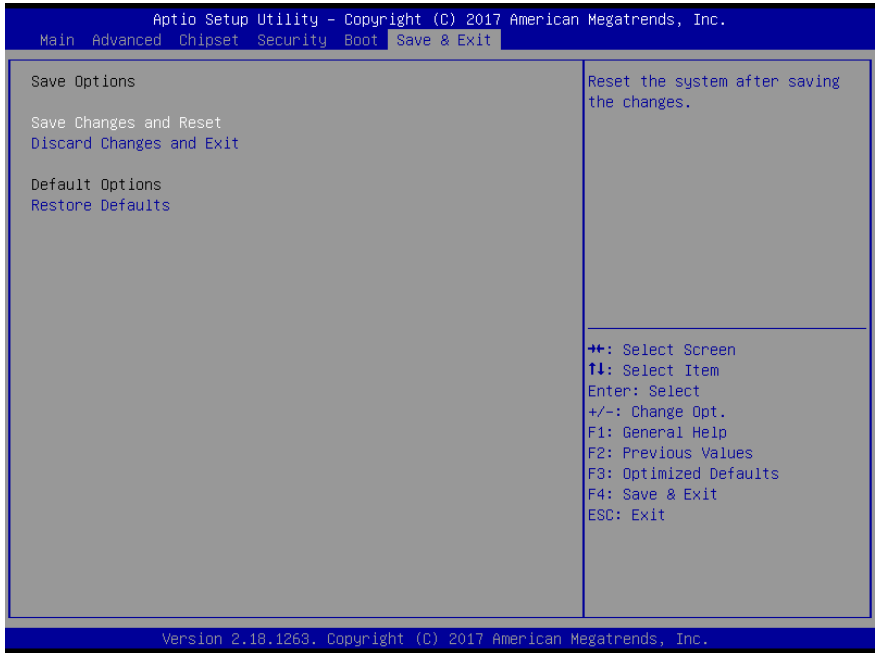 Aptio Setup Utility – Copyright (C) 2017 American Megatrends, Inc.
Main Advanced Chipset Security Boot Save & Exit
Save Options
Save Changes and Reset
Discard Changes and Exit
Default Options
Restore Defaults
Reset the system after saving
the changes.
→←: Select Screen
↑↓: Select Item
Enter: Select
+/-: Change Opt.
F1: General Help
F2: Previous Values
F3: Optimized Defaults
F4: Save & Exit
ESC: Exit
Version 2.18.1263. Copyright (C) 2017 American Megatrends, Inc.